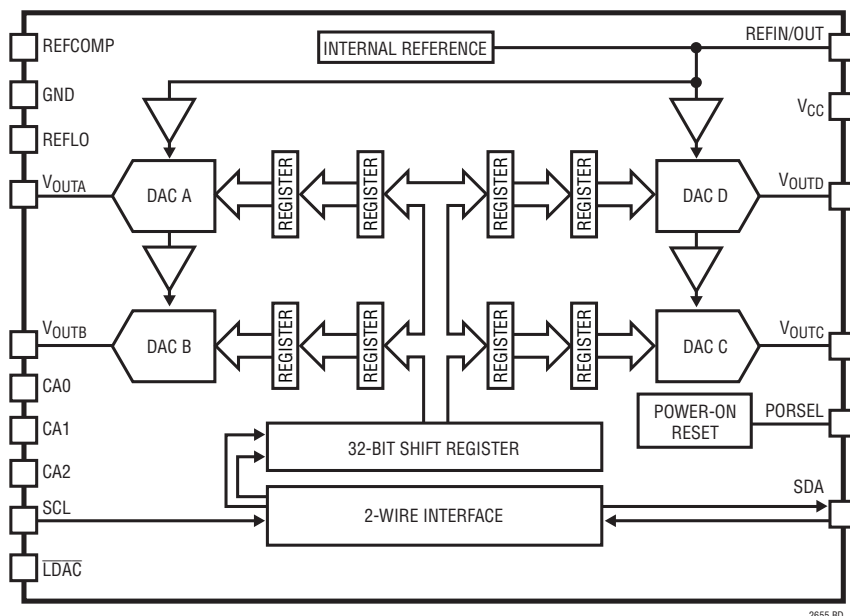 REFCOMP
INTERNAL REFERENCE
REFIN/OUT
GND
VCC
REFLO
VOUTA
DAC A
REGISTER
REGISTER
REGISTER
REGISTER
DAC D
VOUTD
VOUTB
DAC B
REGISTER
REGISTER
REGISTER
REGISTER
DAC C
VOUTC
CA0
POWER-ON
RESET
PORSEL
CA1
32-BIT SHIFT REGISTER
CA2
SDA
SCL
2-WIRE INTERFACE
L̅D̅A̅C̅
2655 BD